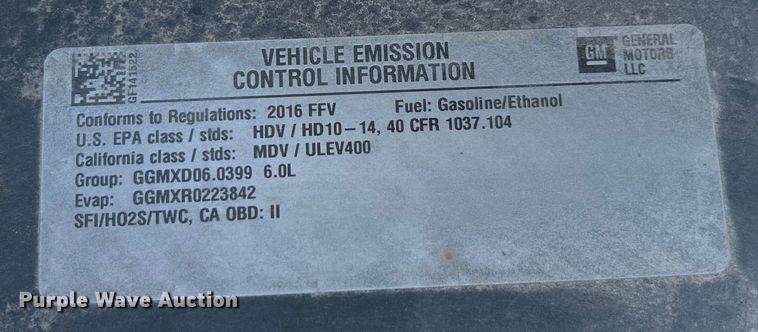 VEHICLE EMISSION
CONTROL INFORMATION
GM
GENERAL
MOTORS
LLC
GF141522
Conforms to Regulations: 2016 FFV Fuel: Gasoline/Ethanol
U.S. EPA class / stds: HDV / HD10-14, 40 CFR 1037.104
California class / stds: MDV / ULEV400
Group: GGMXD06.0399 6.0L
Evap: GGMXR0223842
SFI/HO2S/TWC, CA OBD: II
Purple Wave Auction